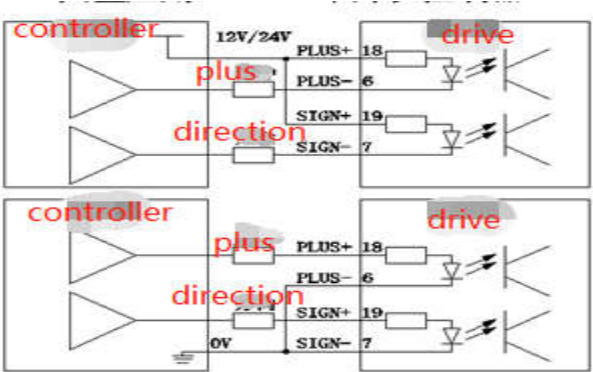 controller
drive
12V/24V
PLUS+ 18
plus
PLUS- 6
SIGN+ 19
direction
SIGN- 7
controller
drive
plus
PLUS+ 18
PLUS- 6
direction
SIGN+ 19
0V
SIGN- 7